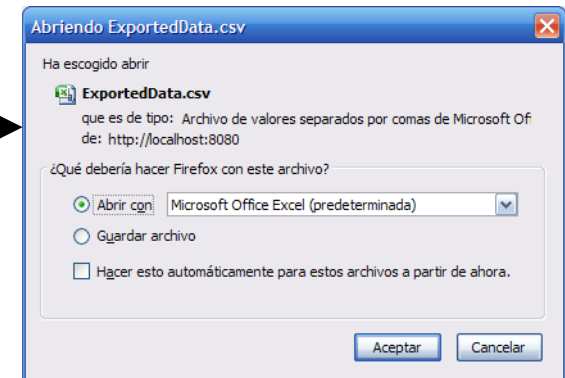 Abriendo ExportedData.csv
Ha escogido abrir
ExportedData.csv
que es de tipo: Archivo de valores separados por comas de Microsoft Of
de: http://localhost:8080
¿Qué debería hacer Firefox con este archivo?
Abrir con Microsoft Office Excel (predeterminada)
Guardar archivo
Hacer esto automáticamente para estos archivos a partir de ahora.
Aceptar Cancelar